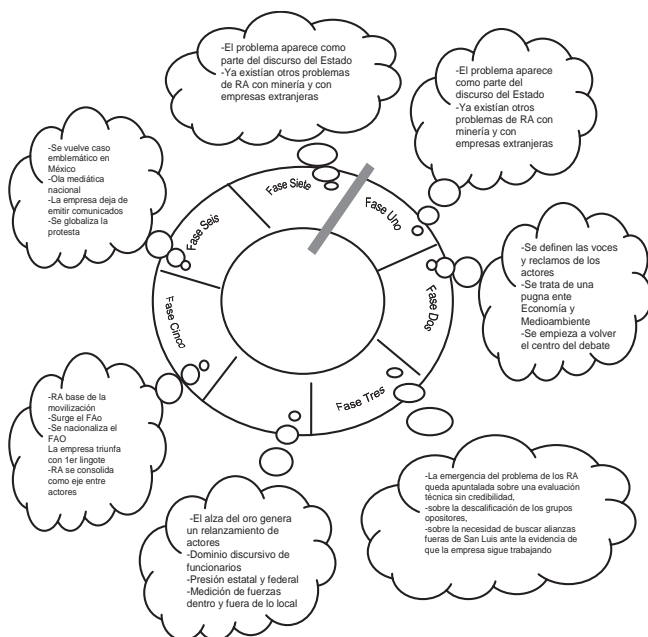 -El problema aparece como
parte del discurso del Estado
-Ya existían otros problemas
de RA con minería y con
empresas extranjeras
-El problema aparece
como parte del
discurso del Estado
-Ya existían otros
problemas de RA con
minería y con
empresas extranjeras
-Se vuelve caso
emblemático en
México
-Ola mediática
nacional
-La empresa deja de
emitir comunicados
-Se globaliza la
protesta
Fase Siete
Fase Uno
Fase Seis
-Se definen las voces
y reclamos de los
actores
-Se trata de una
pugna ente
Economía y
Medioambiente
-Se empieza a volver
el centro del debate
Fase Dos
Fase Cinco
Fase Tres
-RA base de la
movilización
-Surge el FAo
-Se nacionaliza el
FAO
La empresa triunfa
con 1er lingote
-RA se consolida
como eje entre
actores
-La emergencia del problema de los RA
queda apuntalada sobre una evaluación
técnica sin credibilidad,
-sobre la descalificación de los grupos
opositores,
-sobre la necesidad de buscar alianzas
fueras de San Luis ante la evidencia de
que la empresa sigue trabajando
-El alza del oro genera
un relanzamiento de
actores
-Dominio discursivo de
funcionarios
-Presión estatal y federal
-Medición de fuerzas
dentro y fuera de lo local